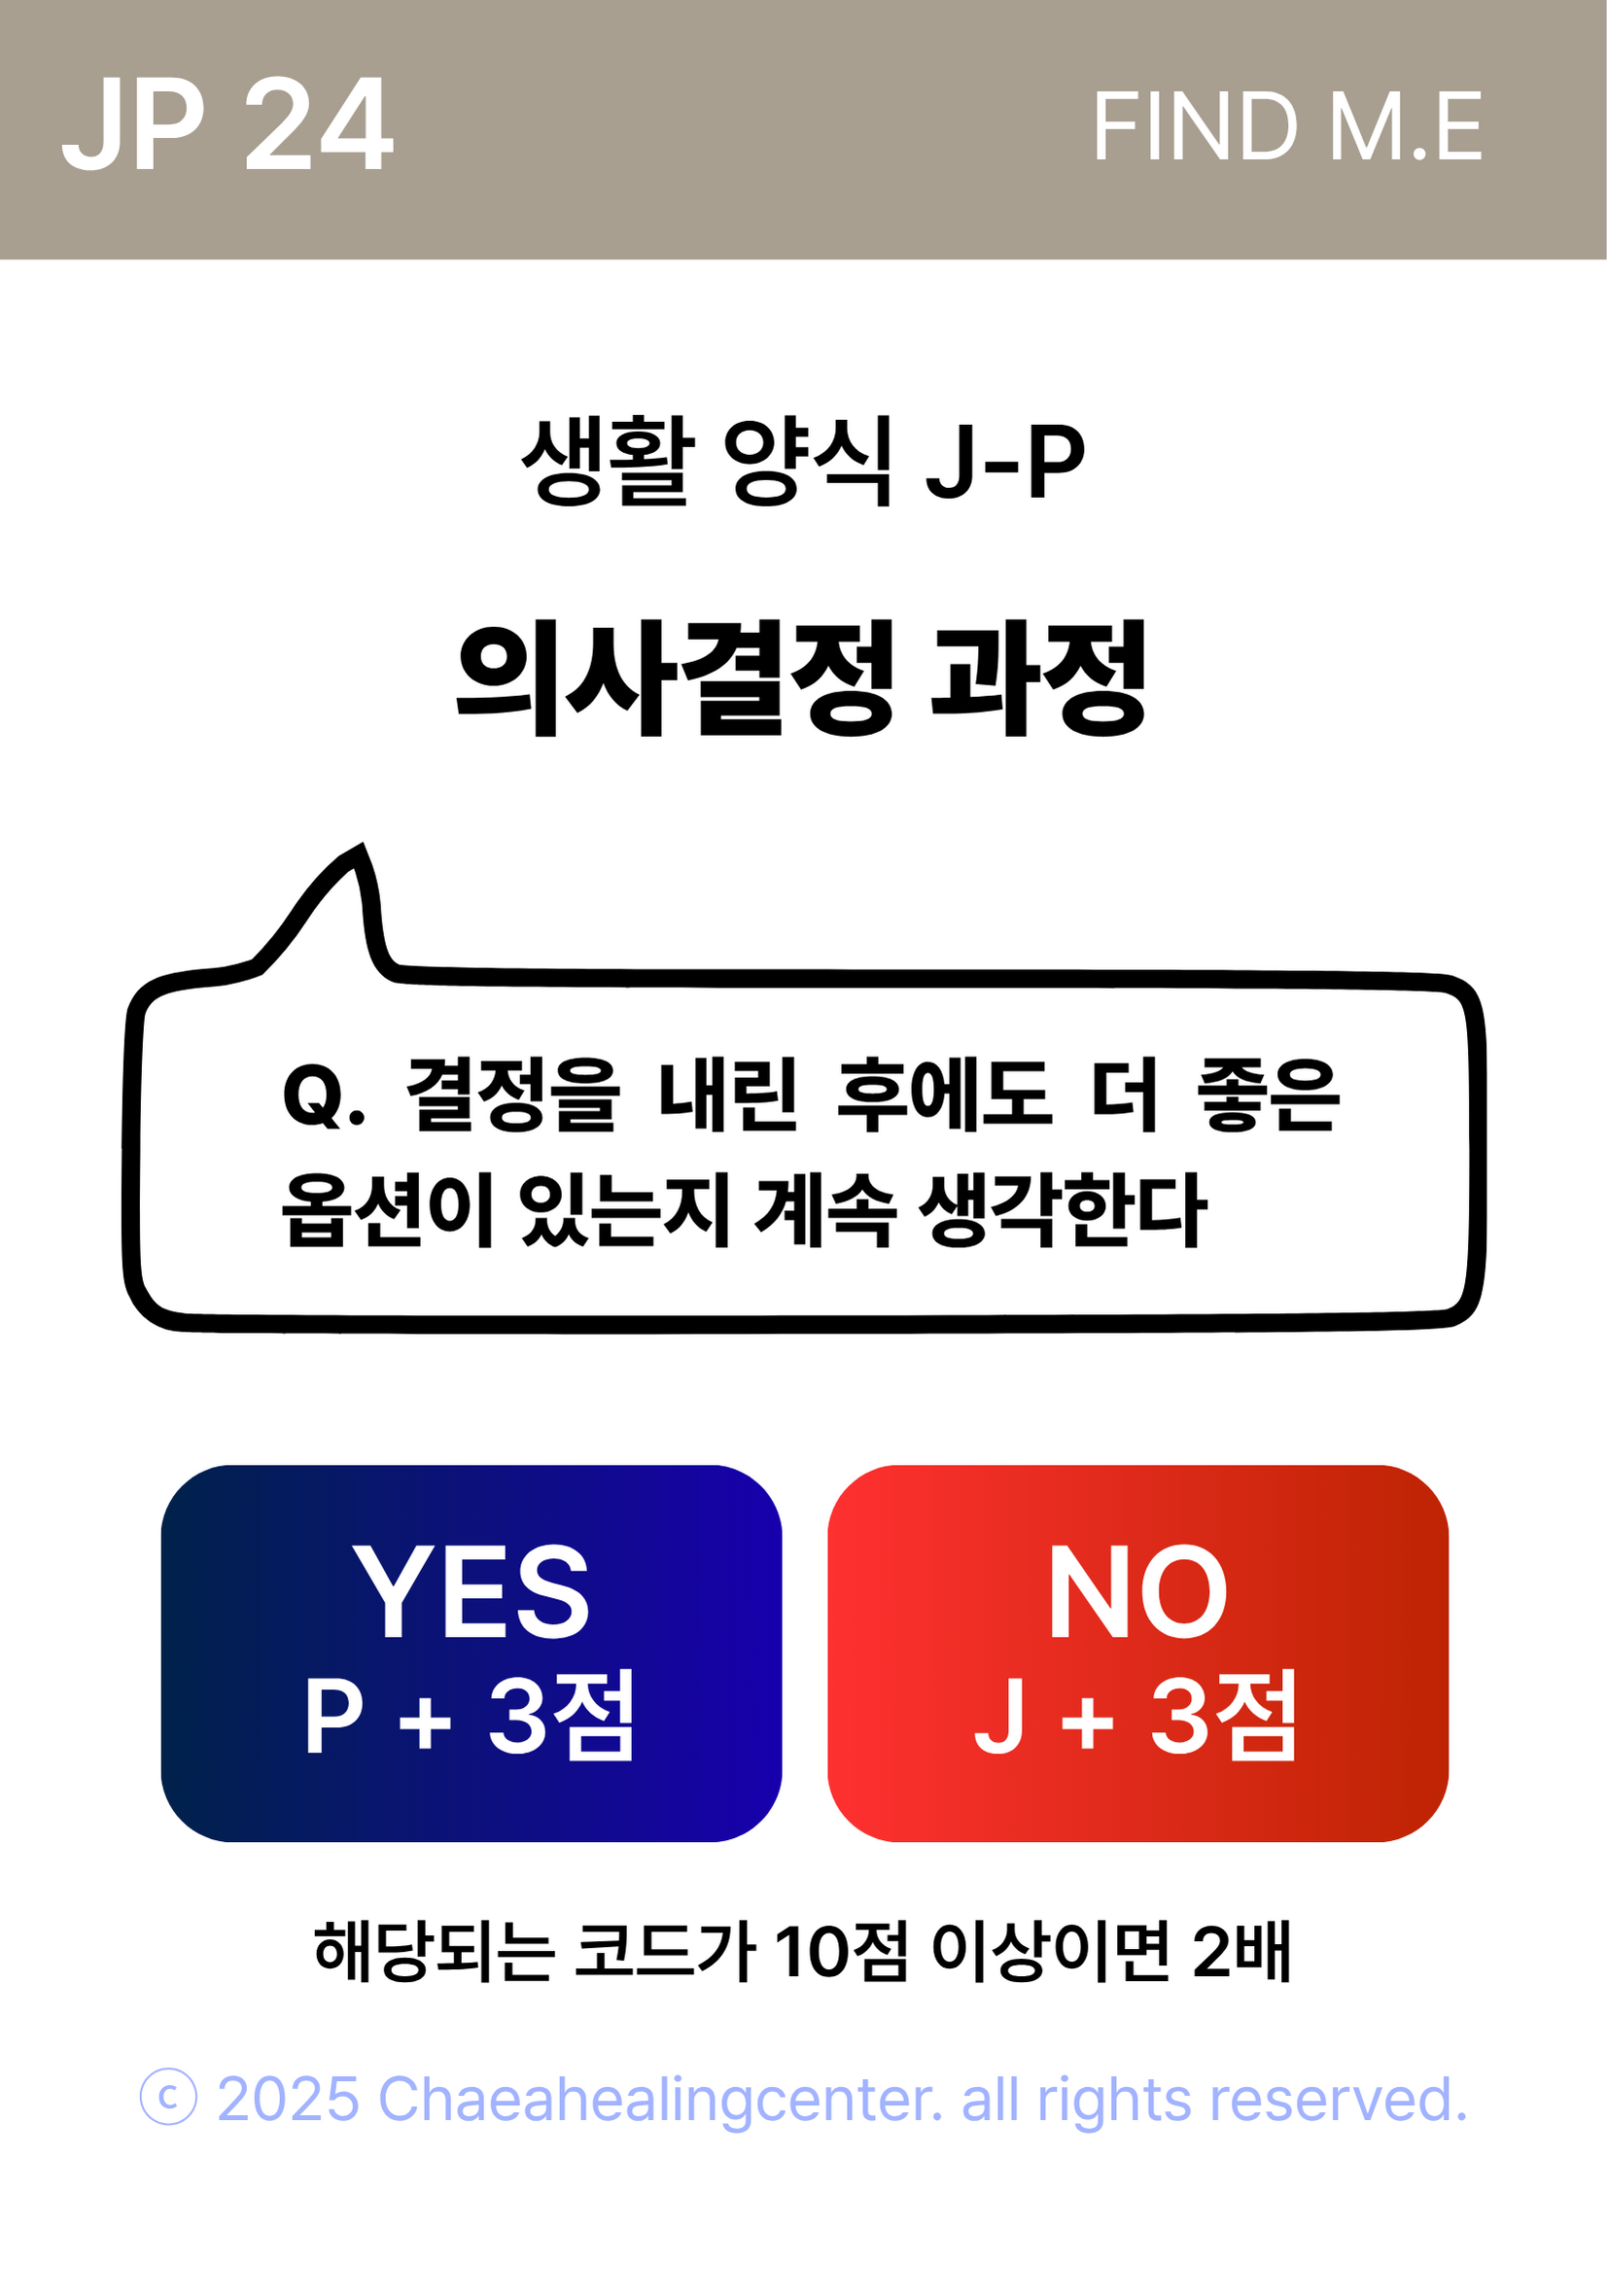 JP 24
FIND M.E
생활 양식 J-P
의사결정 과정
Q. 결정을 내린 후에도 더 좋은
옵션이 있는지 계속 생각한다
YES
P + 3점
NO
J + 3점
해당되는 코드가 10점 이상이면 2배
© 2025 Chaeahealingcenter. all rights reserved.